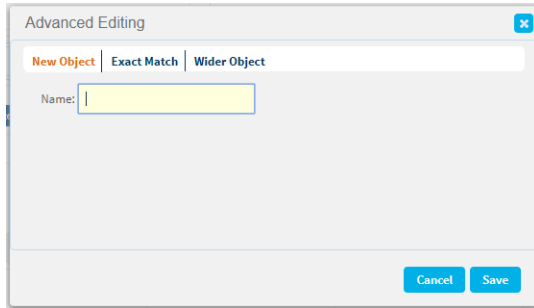 Advanced Editing
New Object Exact Match Wider Object
Name:
Cancel Save